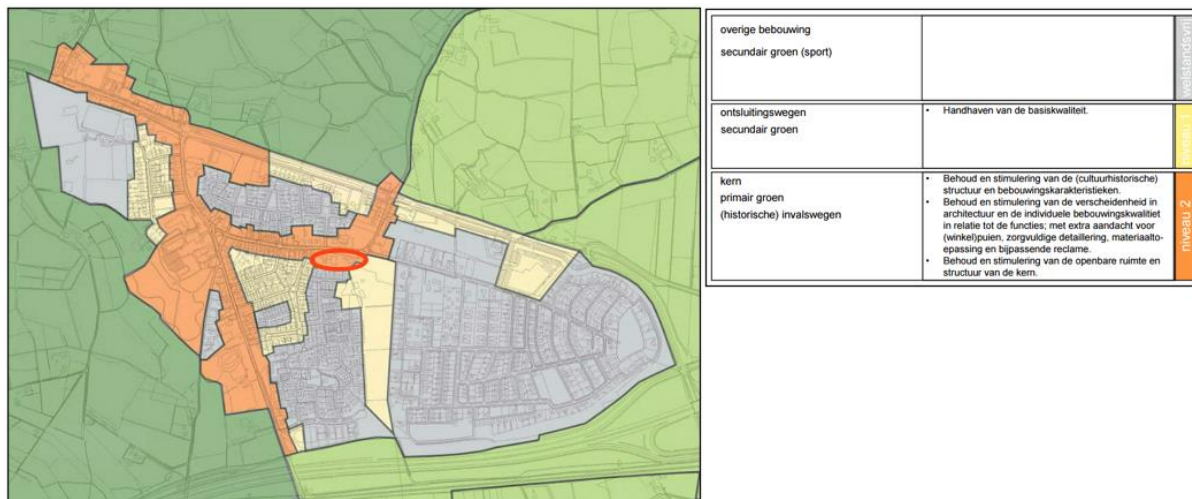 overige bebouwing
secundair groen (sport)
welstandsvrij
ontsluitingswegen
secundair groen
• Handhaven van de basiskwaliteit.
niveau 1
kern
primair groen
(historische) invalswegen
• Behoud en stimulering van de (cultuurhistorische)
structuur en bebouwingskarakteristieken.
• Behoud en stimulering van de verscheidenheid in
architectuur en de individuele bebouwingskwaliteit
in relatie tot de functies; met extra aandacht voor
(winkel)puien, zorgvuldige detaillering, materiaalto-
epassing en bijpassende reclame.
• Behoud en stimulering van de openbare ruimte en
structuur van de kern.
niveau 2